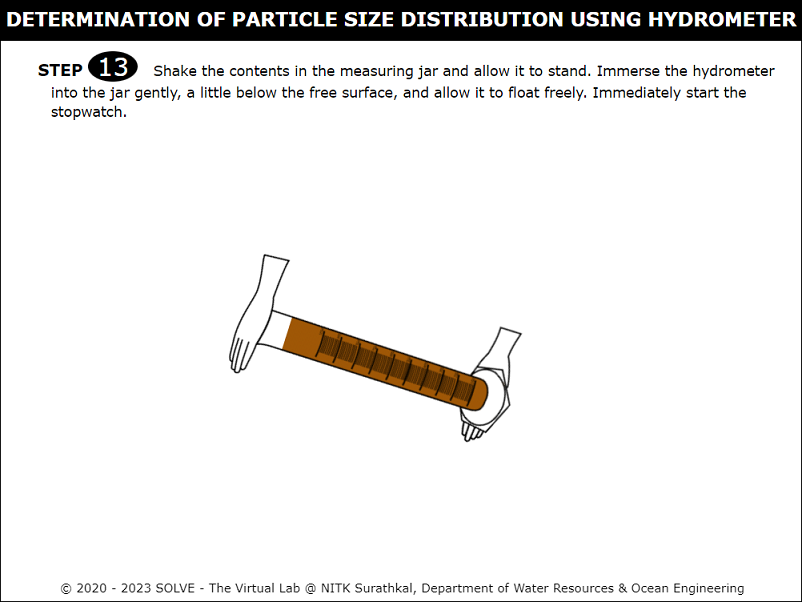 DETERMINATION OF PARTICLE SIZE DISTRIBUTION USING HYDROMETER
STEP 13 Shake the contents in the measuring jar and allow it to stand. Immerse the hydrometer
into the jar gently, a little below the free surface, and allow it to float freely. Immediately start the
stopwatch.
© 2020 - 2023 SOLVE - The Virtual Lab @ NITK Surathkal, Department of Water Resources & Ocean Engineering